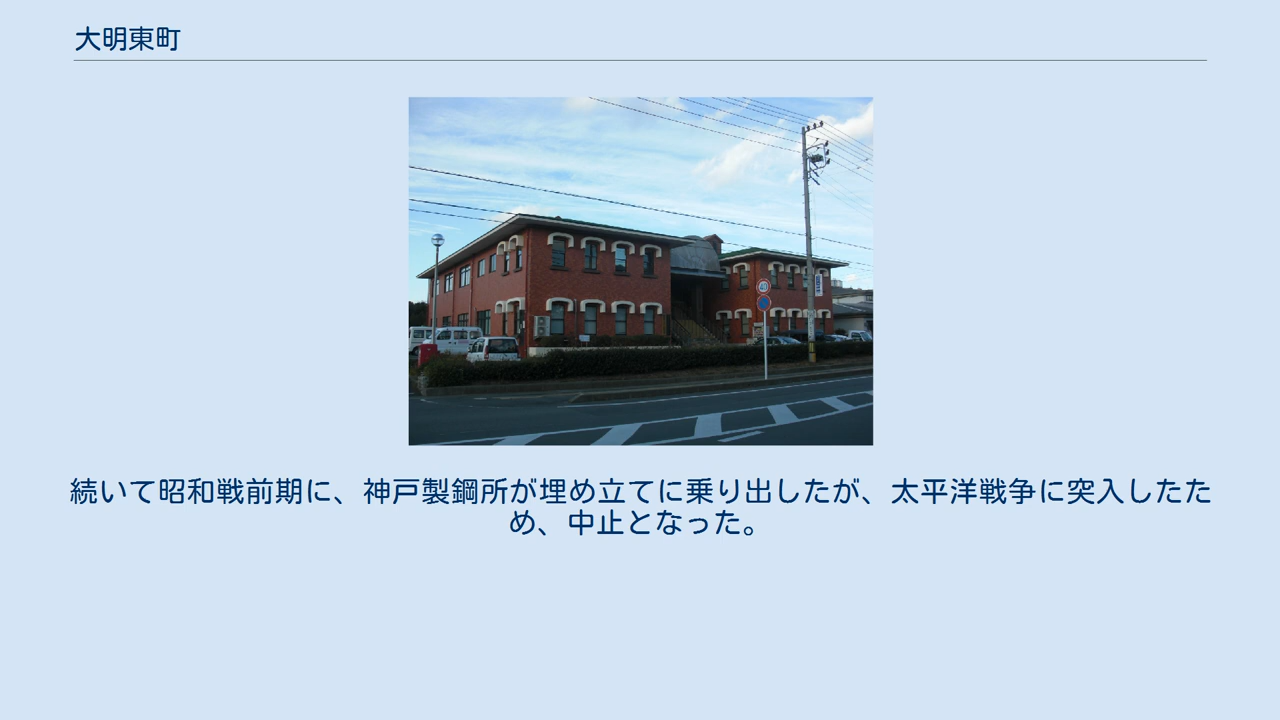 大明東町
40
続いて昭和戦前期に、神戸製鋼所が埋め立てに乗り出したが、太平洋戦争に突入したた
め、中止となった。